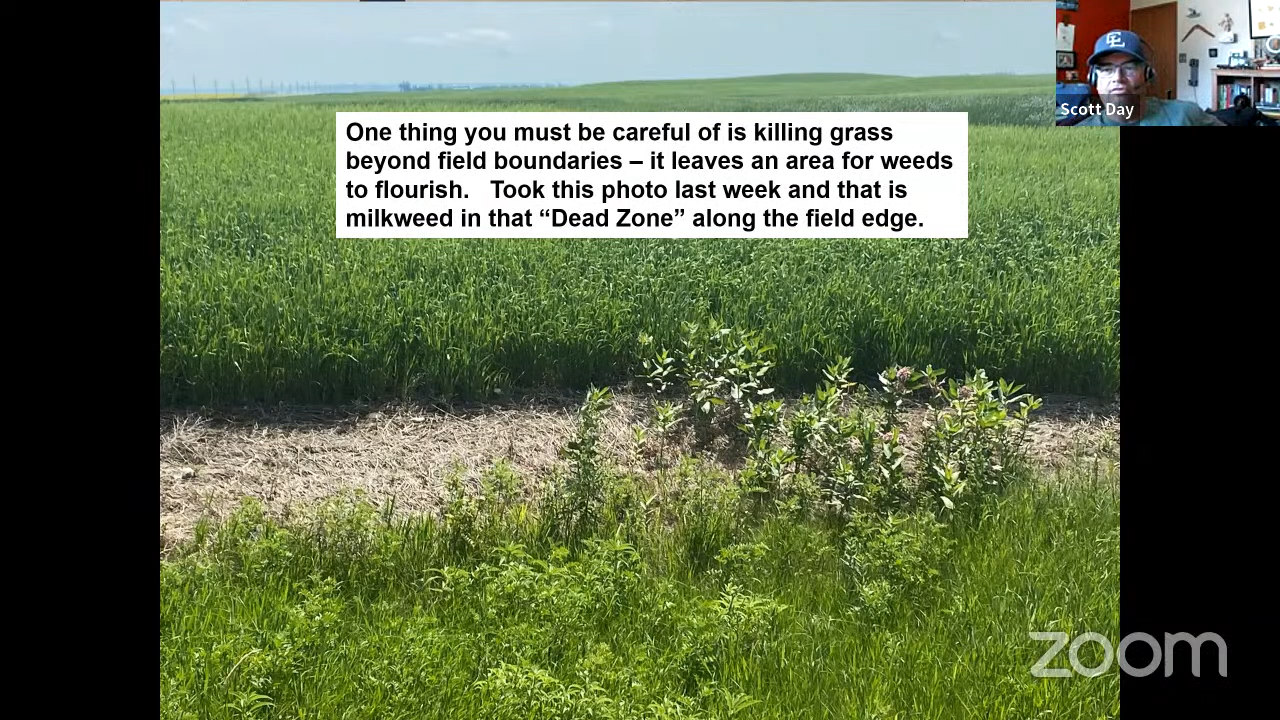 One thing you must be careful of is killing grass
beyond field boundaries – it leaves an area for weeds
to flourish. Took this photo last week and that is
milkweed in that “Dead Zone” along the field edge.
Scott Day
zoom